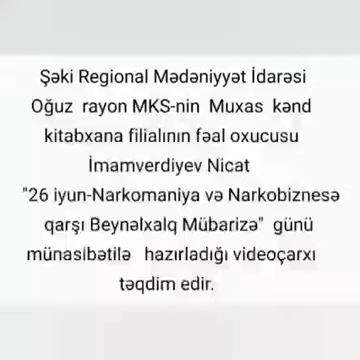 Şəki Regional Mədəniyyət İdarəsi
Oğuz rayon MKS-nin Muxas kənd
kitabxana filialının fəal oxucusu
İmamverdiyev Nicat
"26 iyun-Narkomaniya və Narkobiznesə
qarşı Beynəlxalq Mübarizə" günü
münasibətilə hazırladığı videoçarxı
təqdim edir.